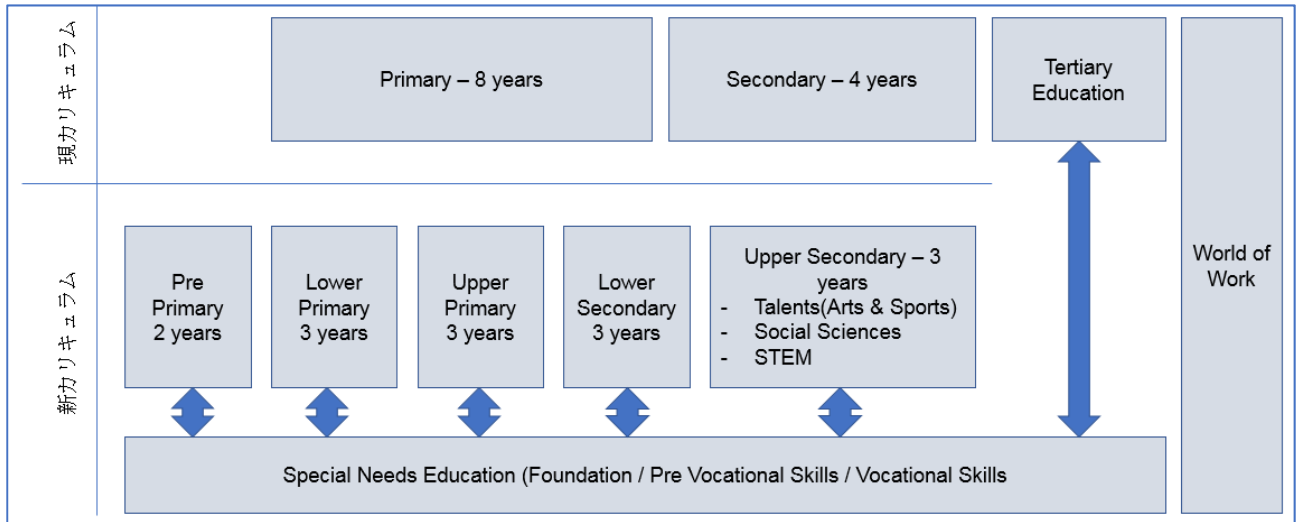 現カリキュラム
Primary – 8 years
Secondary – 4 years
Tertiary
Education
新カリキュラム
Pre
Primary
2 years
Lower
Primary
3 years
Upper
Primary
3 years
Lower
Secondary
3 years
Upper Secondary – 3
years
- Talents(Arts & Sports)
- Social Sciences
- STEM
World of
Work
Special Needs Education (Foundation / Pre Vocational Skills / Vocational Skills